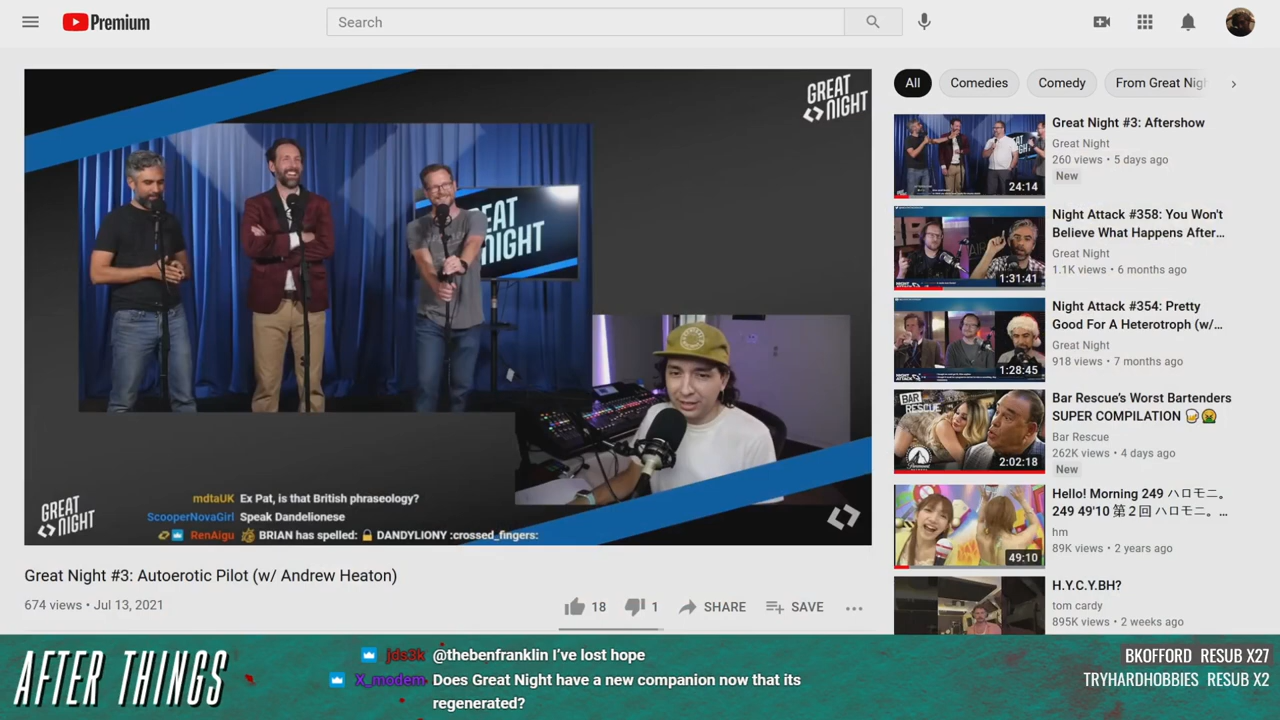 Premium
Search
GREAT
NIGHT
GREAT
NIGHT
mdtaUK Ex Pat, is that British phraseology?
ScooperNovaGirl Speak Dandelionese
RenAigu BRIAN has spelled: DANDYLIONY :crossed_fingers:
GREAT
NIGHT
Great Night #3: Autoerotic Pilot (w/ Andrew Heaton)
674 views • Jul 13, 2021
18
1
SHARE
SAVE
All
Comedies
Comedy
From Great Nigh
Great Night #3: Aftershow
Great Night
260 views • 5 days ago
New
24:14
Night Attack #358: You Won't
Believe What Happens After...
Great Night
1.1K views • 6 months ago
1:31:41
Night Attack #354: Pretty
Good For A Heterotroph (w/...
Great Night
918 views • 7 months ago
1:28:45
Bar Rescue's Worst Bartenders
SUPER COMPILATION
Bar Rescue
262K views • 4 days ago
New
BAR
RESCUE
2:02:18
Hello! Morning 249 ハロモニ。
249 49'10 第２回 ハロモニ。...
hm
89K views • 2 years ago
49:10
H.Y.C.Y.BH?
tom cardy
895K views • 2 weeks ago
AFTER THINGS
jds3k @thebenfranklin I've lost hope
X_modem Does Great Night have a new companion now that its
regenerated?
BKOFFORD RESUB X27
TRYHARDHOBBIES RESUB X2